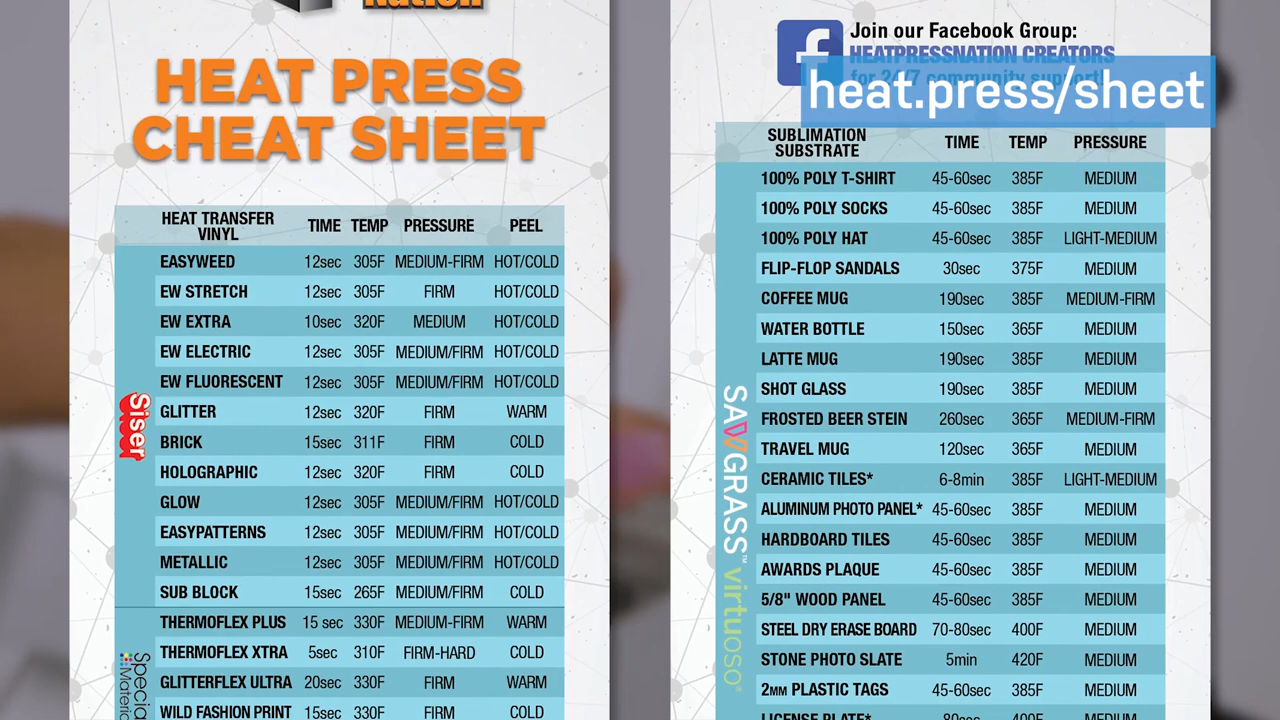 Nation
HEAT PRESS
CHEAT SHEET
HEAT TRANSFER VINYL TIME TEMP PRESSURE PEEL
EASYWEED 12sec 305F MEDIUM-FIRM HOT/COLD
EW STRETCH 12sec 305F FIRM HOT/COLD
EW EXTRA 10sec 320F MEDIUM HOT/COLD
EW ELECTRIC 12sec 305F MEDIUM/FIRM HOT/COLD
EW FLUORESCENT 12sec 305F MEDIUM/FIRM HOT/COLD
GLITTER 12sec 320F FIRM WARM
BRICK 15sec 311F FIRM COLD
HOLOGRAPHIC 12sec 320F FIRM COLD
GLOW 12sec 305F MEDIUM/FIRM HOT/COLD
EASYPATTERNS 12sec 305F MEDIUM/FIRM HOT/COLD
METALLIC 12sec 305F MEDIUM/FIRM HOT/COLD
SUB BLOCK 15sec 265F MEDIUM/FIRM COLD
THERMOFLEX PLUS 15 sec 330F MEDIUM-FIRM WARM
THERMOFLEX XTRA 5sec 310F FIRM-HARD COLD
GLITTERFLEX ULTRA 20sec 330F FIRM WARM
WILD FASHION PRINT 15sec 330F FIRM COLD
Siser
Join our Facebook Group:
HEATPRESSNATION CREATORS
for 24/7 community support!
heat.press/sheet
SUBLIMATION SUBSTRATE TIME TEMP PRESSURE
100% POLY T-SHIRT 45-60sec 385F MEDIUM
100% POLY SOCKS 45-60sec 385F MEDIUM
100% POLY HAT 45-60sec 385F LIGHT-MEDIUM
FLIP-FLOP SANDALS 30sec 375F MEDIUM
COFFEE MUG 190sec 385F MEDIUM-FIRM
WATER BOTTLE 150sec 365F MEDIUM
LATTE MUG 190sec 385F MEDIUM
SHOT GLASS 190sec 385F MEDIUM
FROSTED BEER STEIN 260sec 365F MEDIUM-FIRM
TRAVEL MUG 120sec 365F MEDIUM
CERAMIC TILES* 6-8min 385F LIGHT-MEDIUM
ALUMINUM PHOTO PANEL* 45-60sec 385F MEDIUM
HARDBOARD TILES 45-60sec 385F MEDIUM
AWARDS PLAQUE 45-60sec 385F MEDIUM
5/8" WOOD PANEL 45-60sec 385F MEDIUM
STEEL DRY ERASE BOARD 70-80sec 400F MEDIUM
STONE PHOTO SLATE 5min 420F MEDIUM
2MM PLASTIC TAGS 45-60sec 385F MEDIUM
LICENSE PLATE* 80sec 400F MEDIUM
SAWGRASS™ virtuoso®